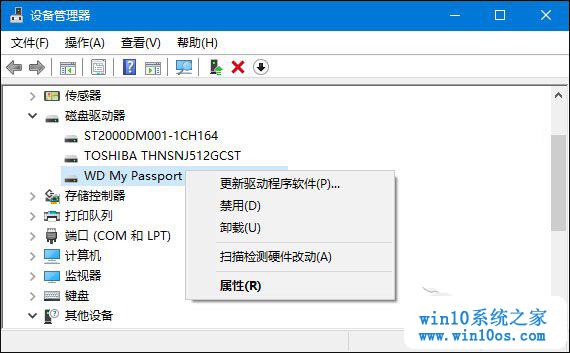 设备管理器
文件(F) 操作(A) 查看(V) 帮助(H)
传感器
磁盘驱动器
ST2000DM001-1CH164
TOSHIBA THNSNJ512GCST
WD My Passport
存储控制器
打印队列
端口 (COM 和 LPT)
计算机
监视器
键盘
其他设备
更新驱动程序软件(P)...
禁用(D)
卸载(U)
扫描检测硬件改动(A)
属性(R)
win10系统之家
www.win10os.com